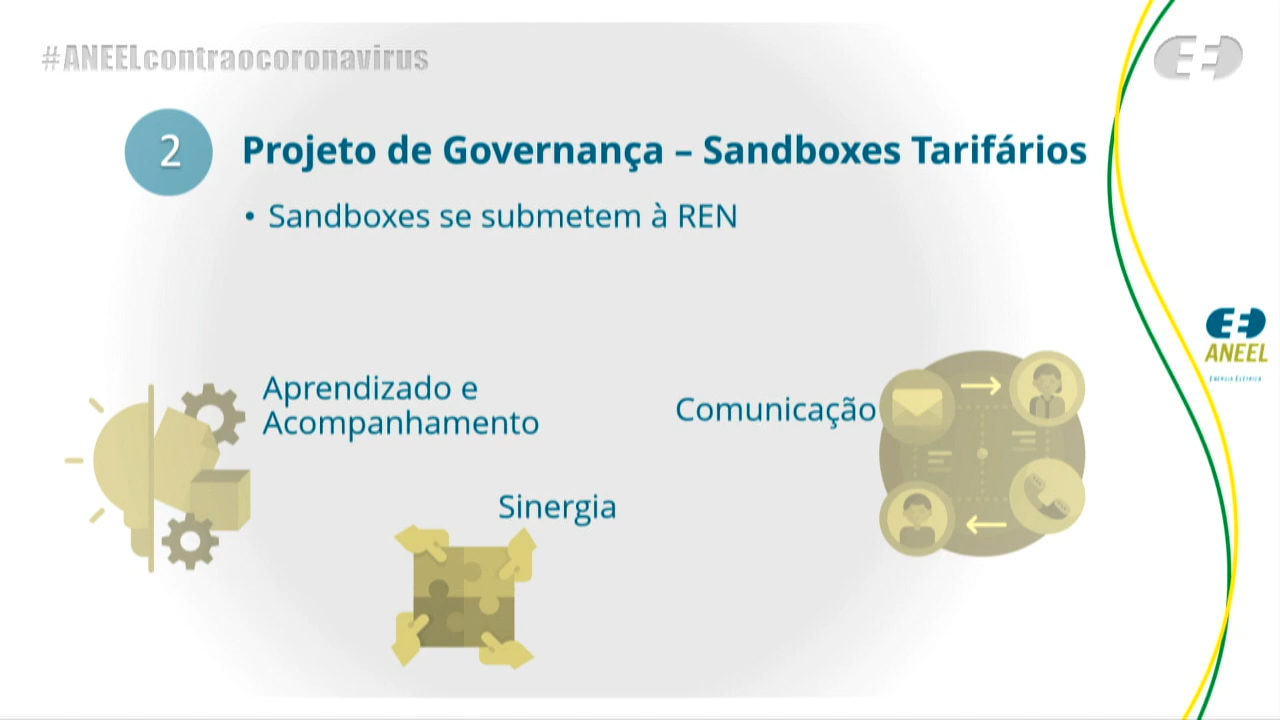 #ANEELcontraocoronavirus
2
Projeto de Governança – Sandboxes Tarifários
• Sandboxes se submetem à REN
Aprendizado e
Acompanhamento
Comunicação
Sinergia
ANEEL